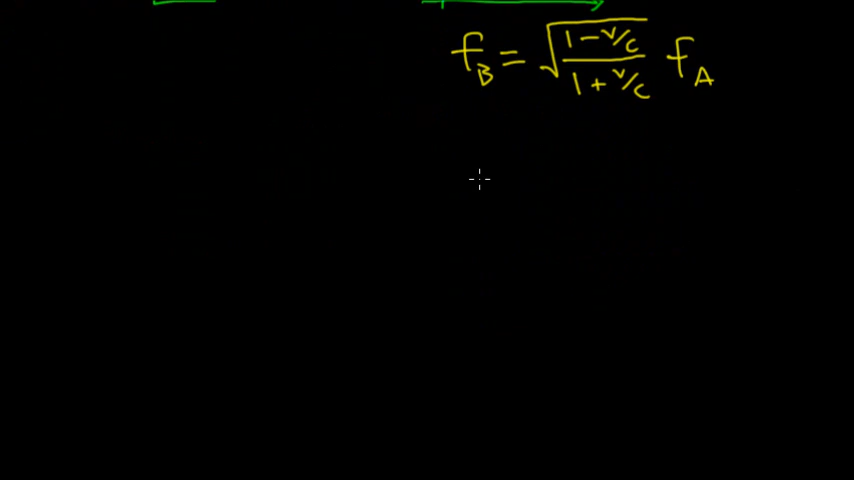 f_B = √((1 - v/c)/(1 + v/c)) f_A